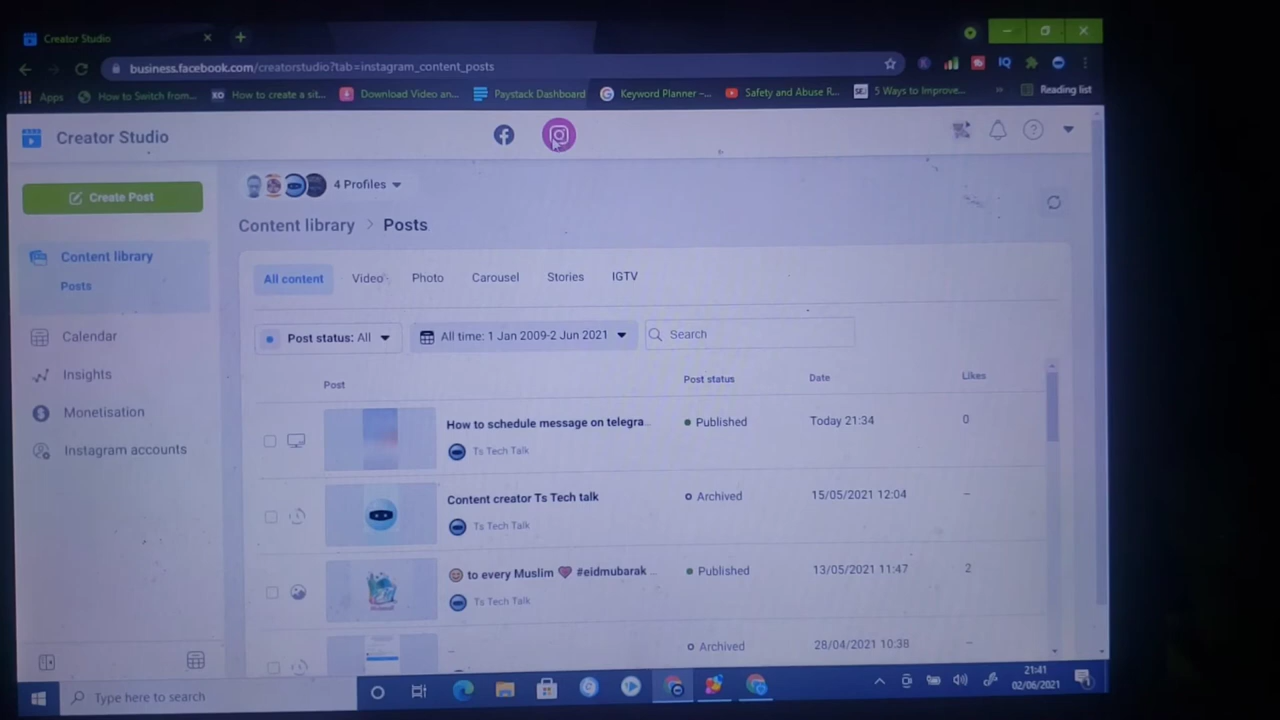 Creator Studio
business.facebook.com/creatorstudio?tab=instagram_content_posts
Apps
How to Switch from...
How to create a sit...
Download Video an...
Paystack Dashboard
Keyword Planner –...
Safety and Abuse R...
5 Ways to Improve...
Reading list
Creator Studio
Create Post
4 Profiles
Content library > Posts
Content library
Posts
Calendar
Insights
Monetisation
Instagram accounts
All content
Video
Photo
Carousel
Stories
IGTV
Post status: All
All time: 1 Jan 2009-2 Jun 2021
Search
Post
Post status
Date
Likes
How to schedule message on telegra...
Ts Tech Talk
Published
Today 21:34
0
Content creator Ts Tech talk
Ts Tech Talk
Archived
15/05/2021 12:04
–
to every Muslim #eidmubarak ...
Ts Tech Talk
Published
13/05/2021 11:47
2
–
Archived
28/04/2021 10:38
–
Type here to search
21:41
02/06/2021